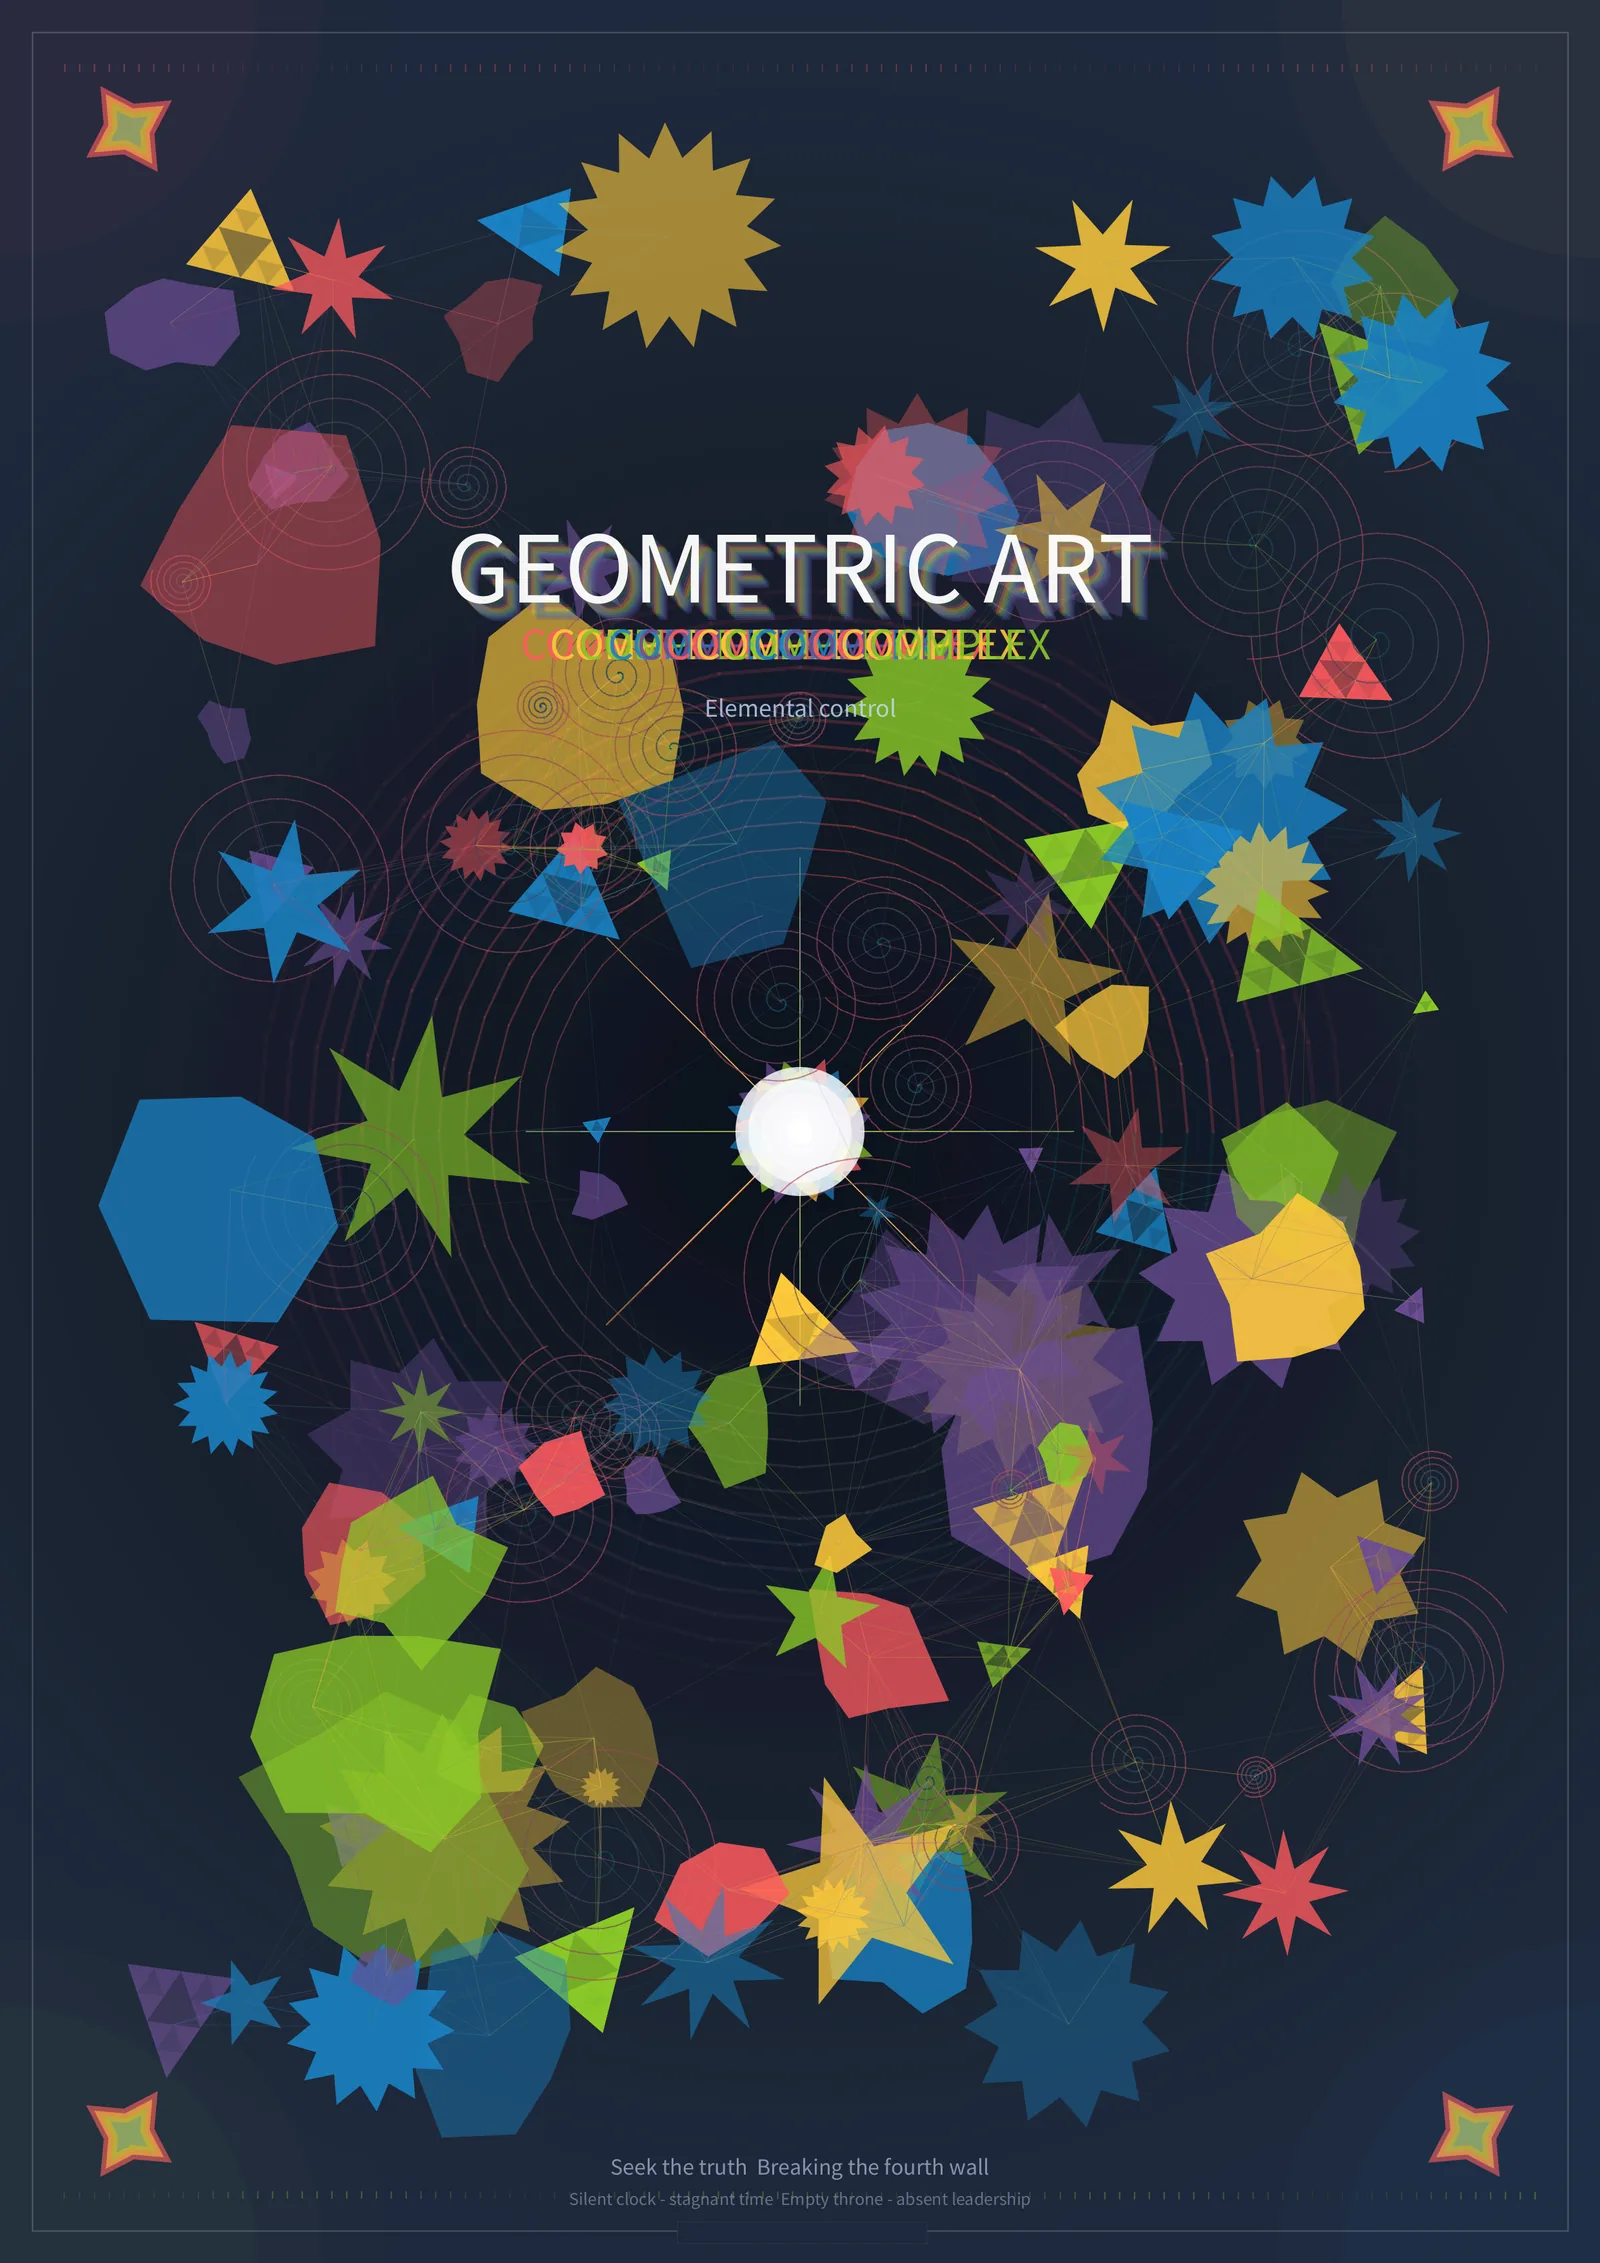 GEOMETRIC ART
COMPLEX
Elemental control
Seek the truth  Breaking the fourth wall
Silent clock - stagnant time  Empty throne - absent leadership